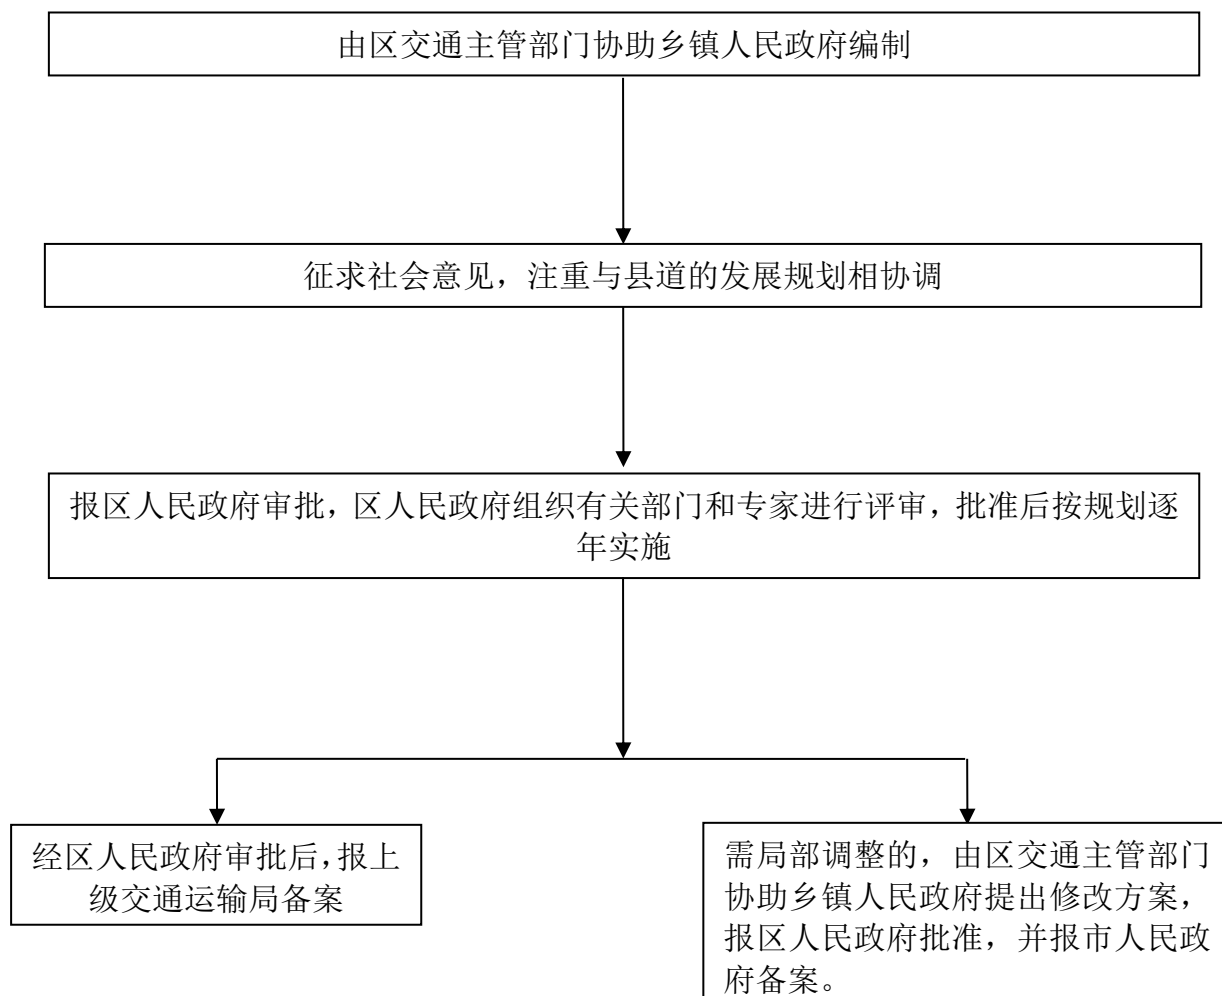 由区交通主管部门协助乡镇人民政府编制
征求社会意见，注重与县道的发展规划相协调
报区人民政府审批，区人民政府组织有关部门和专家进行评审，批准后按规划逐
年实施
经区人民政府审批后，报上
级交通运输局备案
需局部调整的，由区交通主管部门
协助乡镇人民政府提出修改方案，
报区人民政府批准，并报市人民政
府备案。